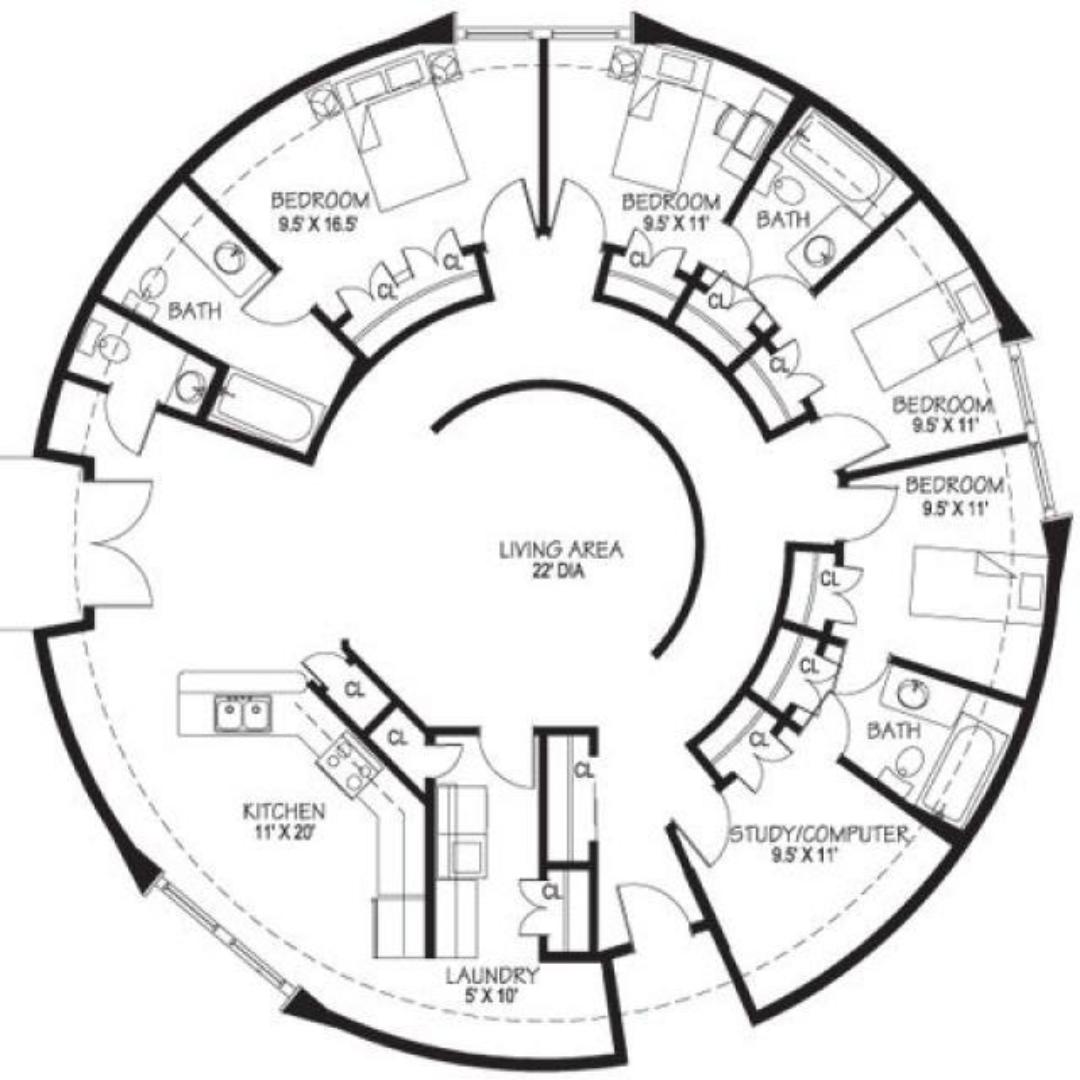 BEDROOM
9.5' X 16.5'
BEDROOM
9.5' X 11'
BATH
CL
CL
CL
CL
CL
BATH
BEDROOM
9.5' X 11'
BEDROOM
9.5' X 11'
LIVING AREA
22' DIA
CL
CL
CL
CL
CL
BATH
CL
KITCHEN
11' X 20'
STUDY/COMPUTER
9.5' X 11'
CL
CL
LAUNDRY
5' X 10'